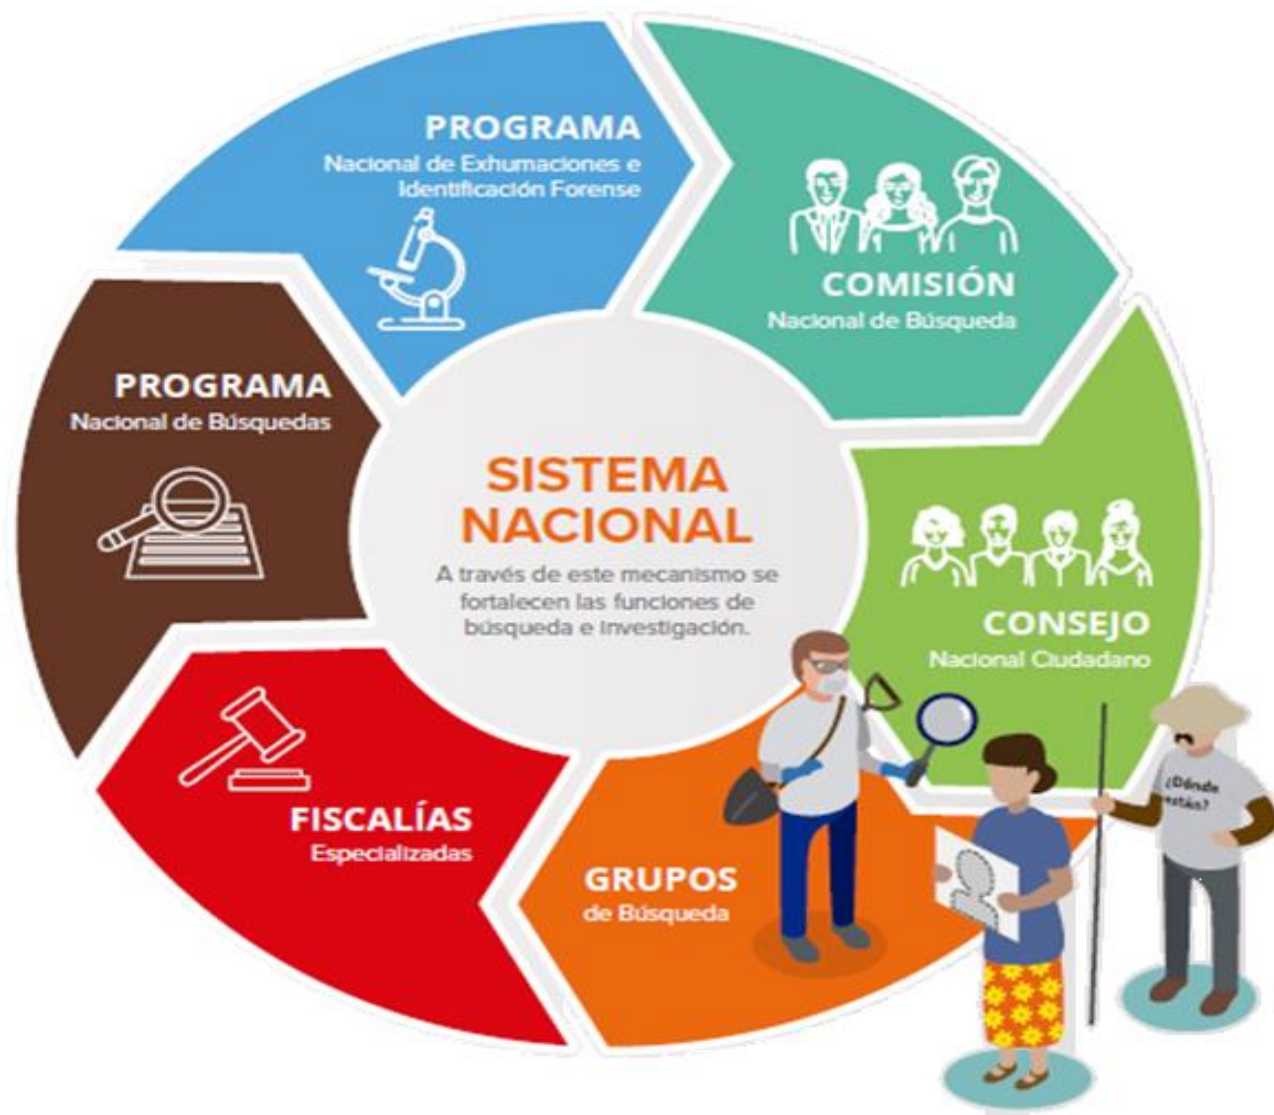 PROGRAMA
Nacional de Exhumaciones e
Identificación Forense
COMISIÓN
Nacional de Búsqueda
CONSEJO
Nacional Ciudadano
¿Dónde
están?
GRUPOS
de Búsqueda
FISCALÍAS
Especializadas
PROGRAMA
Nacional de Búsquedas
SISTEMA
NACIONAL
A través de este mecanismo se
fortalecen las funciones de
búsqueda e investigación.